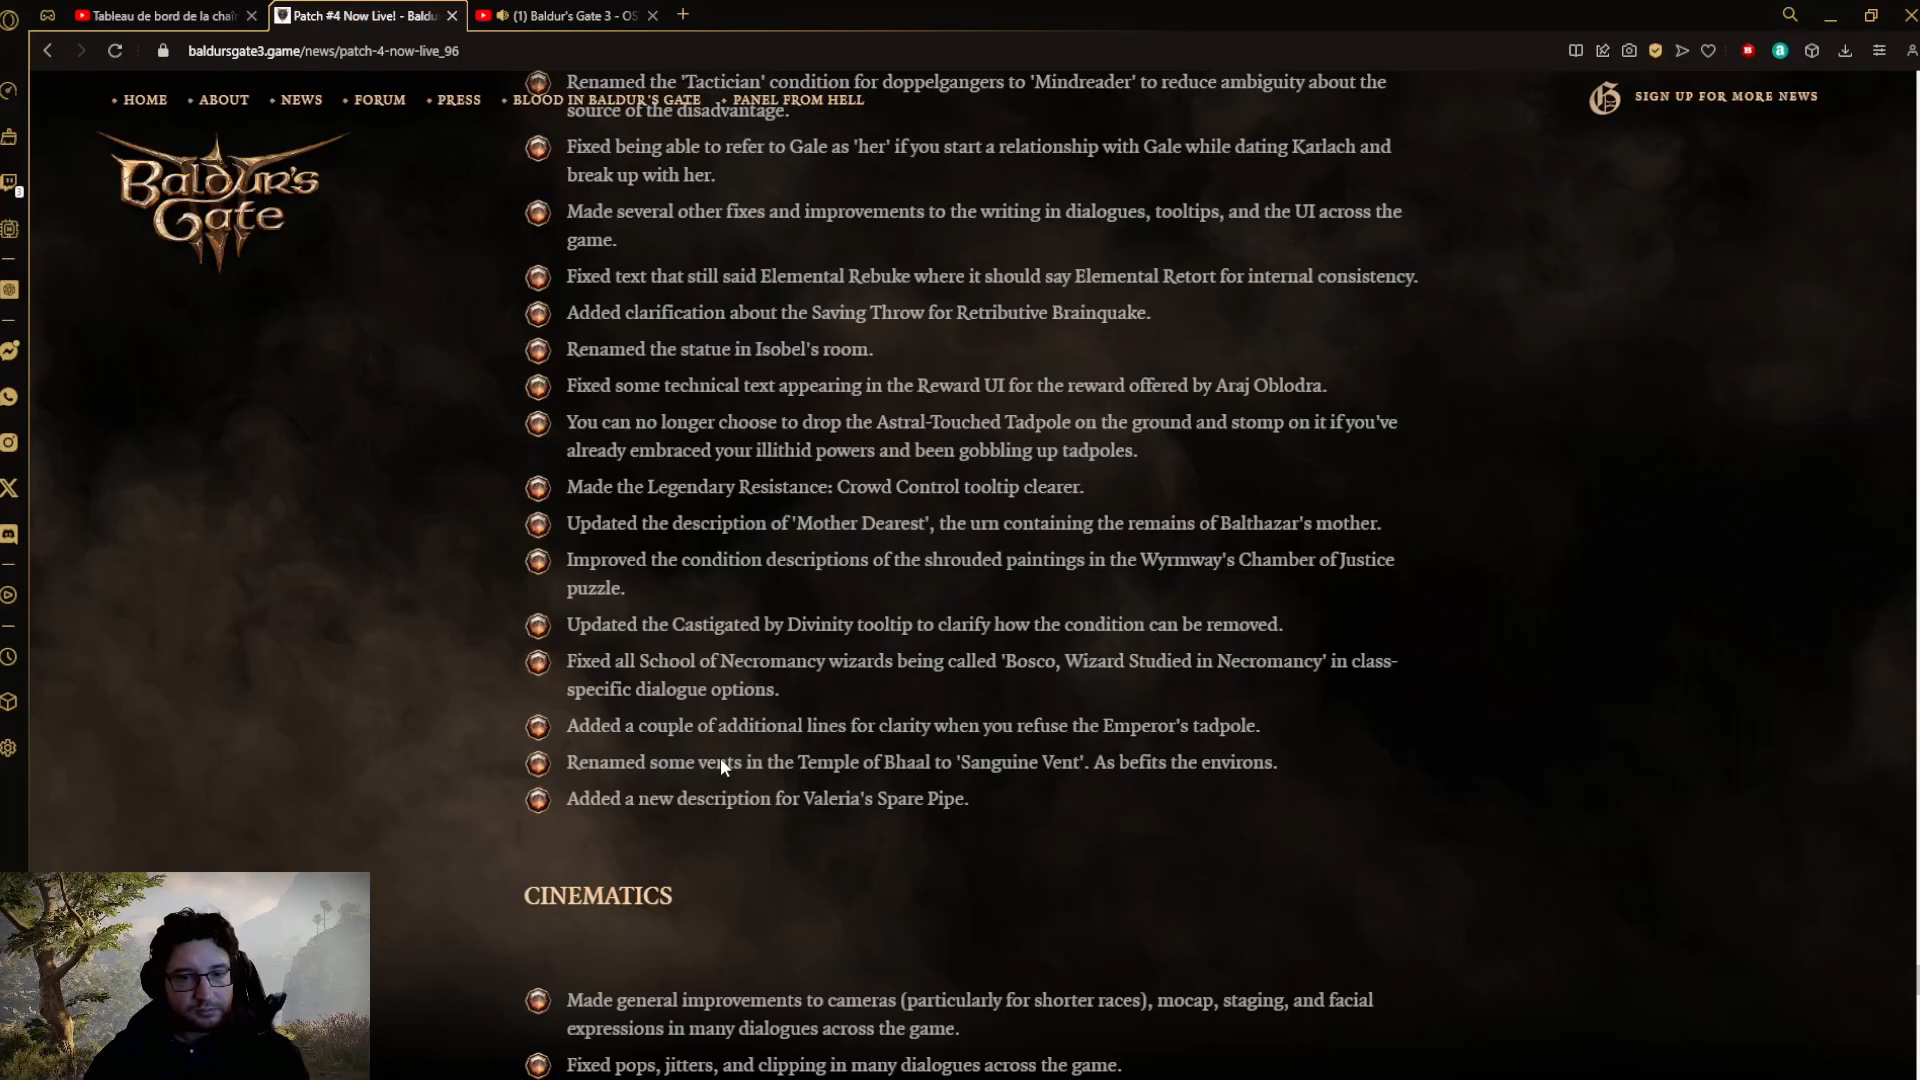 Tableau de bord de la chaîn
Patch #4 Now Live! - Baldu
(1) Baldur's Gate 3 - OS
baldursgate3.game/news/patch-4-now-live_96
Renamed the 'Tactician' condition for doppelgangers to 'Mindreader' to reduce ambiguity about the
HOME
ABOUT
NEWS
FORUM
PRESS
BLOOD IN BALDUR'S GATE
PANEL FROM HELL
SIGN UP FOR MORE NEWS
source of the disadvantage.
Baldur's
Gate
Fixed being able to refer to Gale as 'her' if you start a relationship with Gale while dating Karlach and
break up with her.
3
Made several other fixes and improvements to the writing in dialogues, tooltips, and the UI across the
game.
Fixed text that still said Elemental Rebuke where it should say Elemental Retort for internal consistency.
Added clarification about the Saving Throw for Retributive Brainquake.
Renamed the statue in Isobel's room.
Fixed some technical text appearing in the Reward UI for the reward offered by Araj Oblodra.
You can no longer choose to drop the Astral-Touched Tadpole on the ground and stomp on it if you've
already embraced your illithid powers and been gobbling up tadpoles.
Made the Legendary Resistance: Crowd Control tooltip clearer.
Updated the description of 'Mother Dearest', the urn containing the remains of Balthazar's mother.
Improved the condition descriptions of the shrouded paintings in the Wyrmway's Chamber of Justice
puzzle.
Updated the Castigated by Divinity tooltip to clarify how the condition can be removed.
Fixed all School of Necromancy wizards being called 'Bosco, Wizard Studied in Necromancy' in class-
specific dialogue options.
Added a couple of additional lines for clarity when you refuse the Emperor's tadpole.
Renamed some vents in the Temple of Bhaal to 'Sanguine Vent'. As befits the environs.
Added a new description for Valeria's Spare Pipe.
CINEMATICS
Made general improvements to cameras (particularly for shorter races), mocap, staging, and facial
expressions in many dialogues across the game.
Fixed pops, jitters, and clipping in many dialogues across the game.